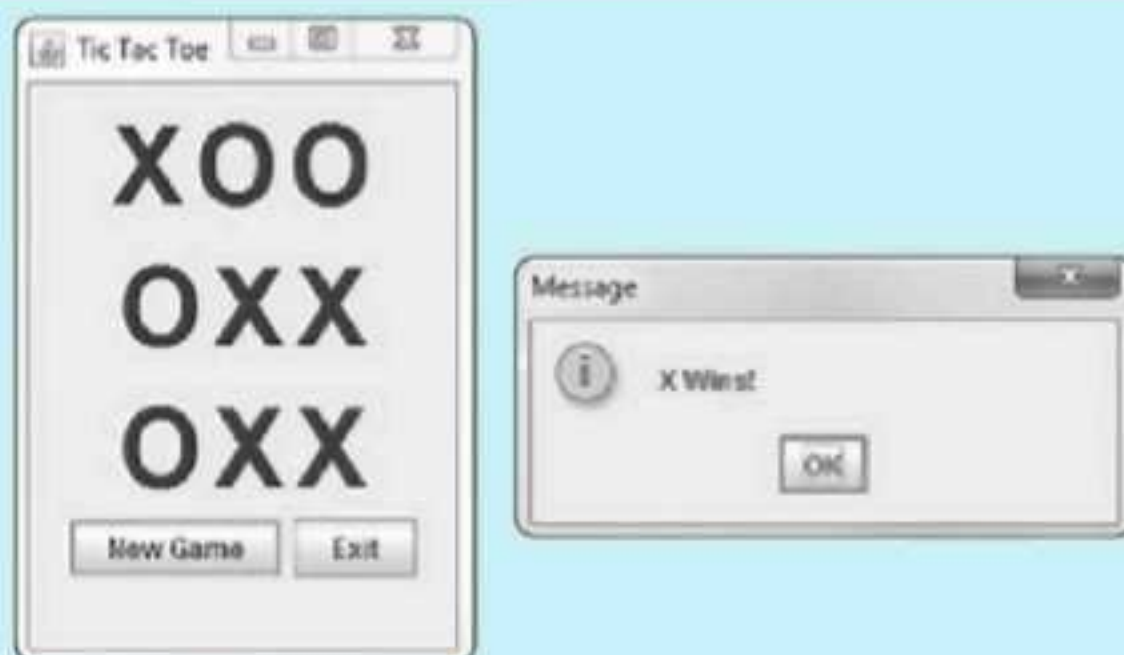 Tic Tac Toe
XOO
OXX
OXX
New Game Exit
Message
X Wins!
OK